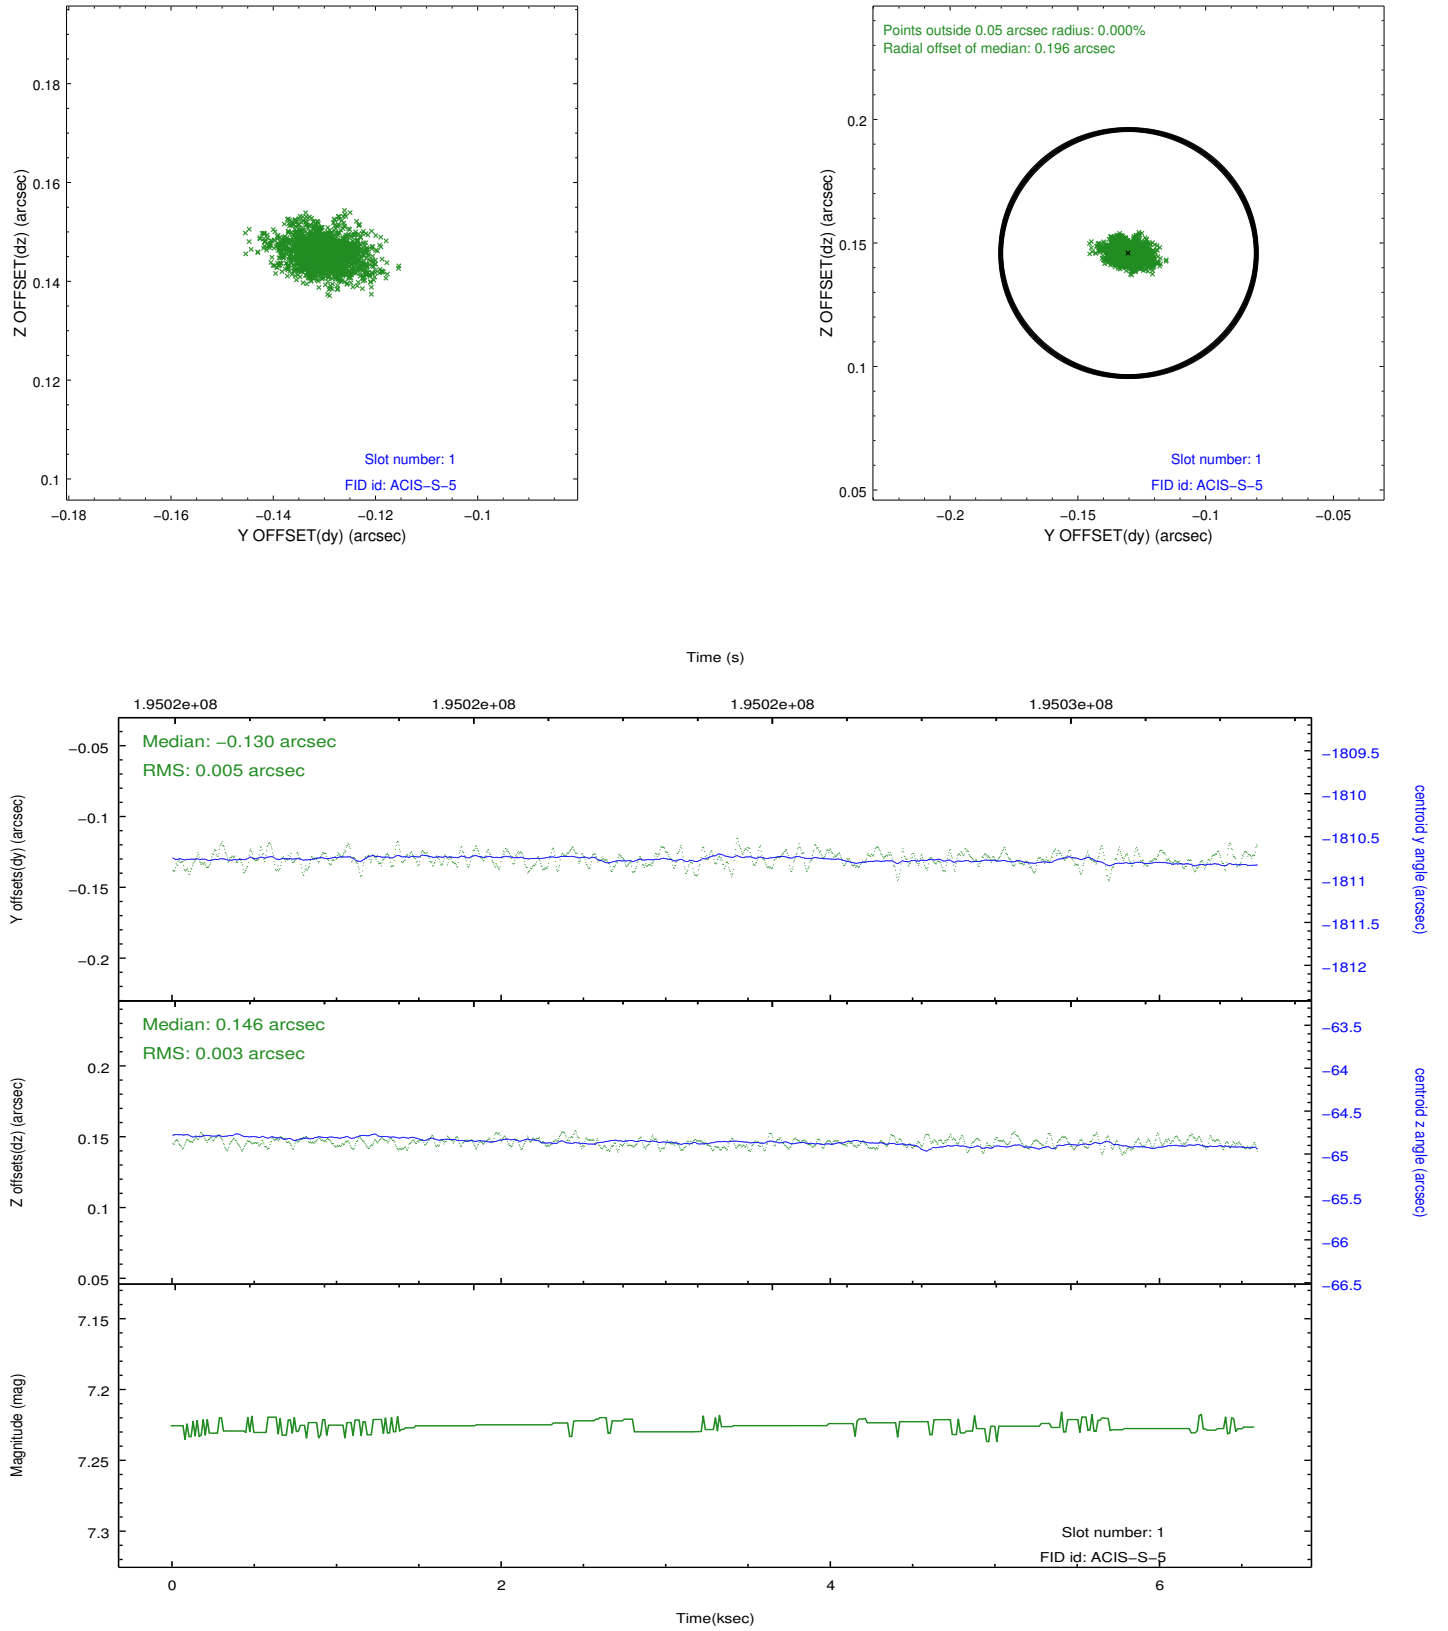 0.18
0.16
0.14
0.12
0.1
Z OFFSET(dz) (arcsec)
Slot number: 1
FID id: ACIS−S−5
−0.18
−0.16
−0.14
−0.12
−0.1
Y OFFSET(dy) (arcsec)
Points outside 0.05 arcsec radius: 0.000%
Radial offset of median: 0.196 arcsec
0.2
0.15
0.1
0.05
Z OFFSET(dz) (arcsec)
Slot number: 1
FID id: ACIS−S−5
−0.2
−0.15
−0.1
−0.05
Y OFFSET(dy) (arcsec)
Time (s)
1.9502e+08
1.9502e+08
1.9502e+08
1.9503e+08
Median: −0.130 arcsec
RMS: 0.005 arcsec
−0.05
−0.1
−0.15
−0.2
Y offsets(dy) (arcsec)
−1809.5
−1810
−1810.5
−1811
−1811.5
−1812
centroid y angle (arcsec)
Median: 0.146 arcsec
RMS: 0.003 arcsec
0.2
0.15
0.1
0.05
Z offsets(dz) (arcsec)
−63.5
−64
−64.5
−65
−65.5
−66
−66.5
centroid z angle (arcsec)
7.15
7.2
7.25
7.3
Magnitude (mag)
Slot number: 1
FID id: ACIS−S−5
0
2
4
6
Time(ksec)